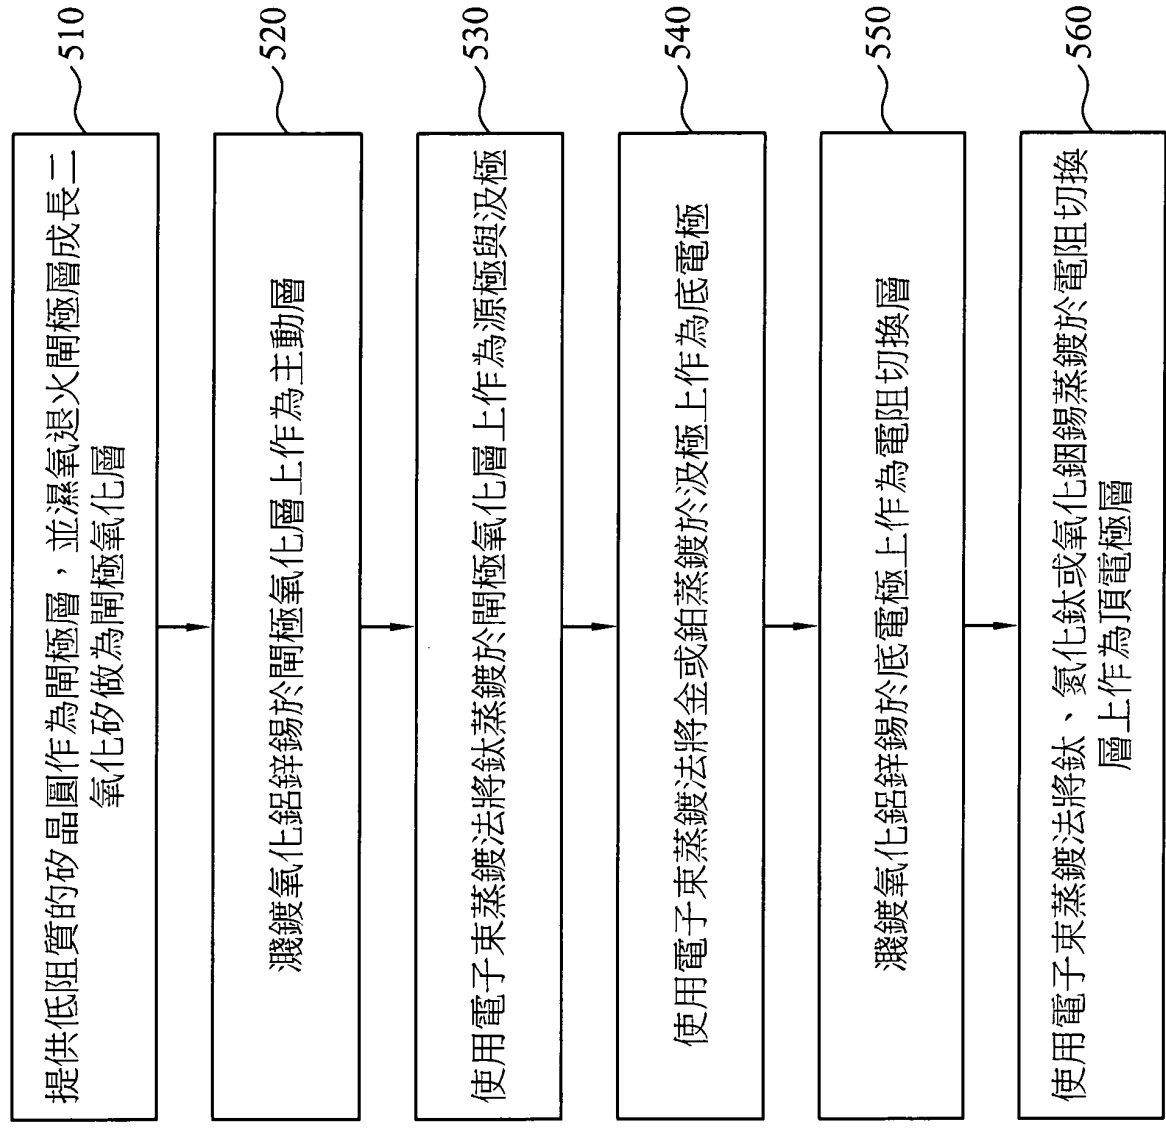 提供低阻質的矽晶圓作為閘極層，並濕氧退火閘極層成長二
氧化矽做為閘極氧化層
510
濺鍍氧化鋁鋅錫於閘極氧化層上作為主動層
520
使用電子束蒸鍍法將鈦蒸鍍於閘極氧化層上作為源極與汲極
530
使用電子束蒸鍍法將金或鉑蒸鍍於汲極上作為底電極
540
濺鍍氧化鋁鋅錫於底電極上作為電阻切換層
550
使用電子束蒸鍍法將鈦、氮化鈦或氧化銦錫蒸鍍於電阻切換
層上作為頂電極層
560